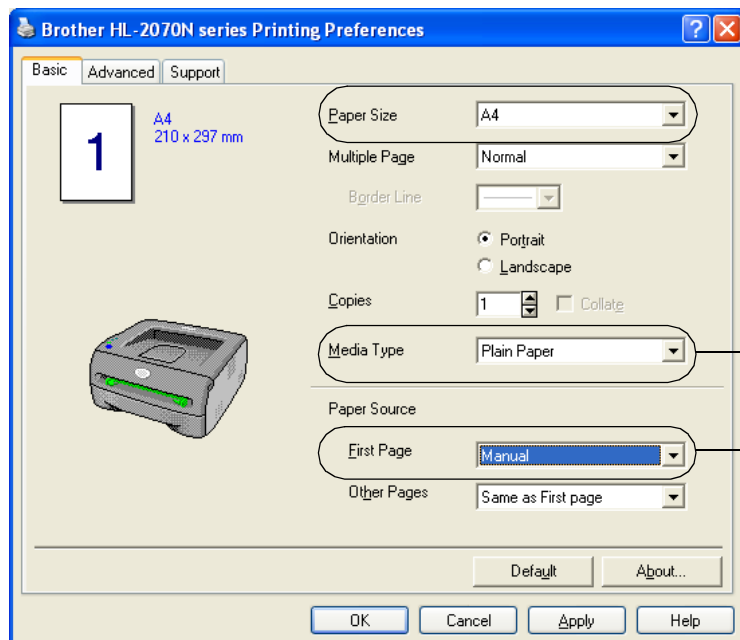 Brother HL-2070N series Printing Preferences
Basic Advanced Support
1
A4
210 x 297 mm
Paper Size A4
Multiple Page Normal
Border Line
Orientation Portrait
Landscape
Copies 1 Collate
Media Type Plain Paper
Paper Source
First Page Manual
Other Pages Same as First page
Default About...
OK Cancel Apply Help